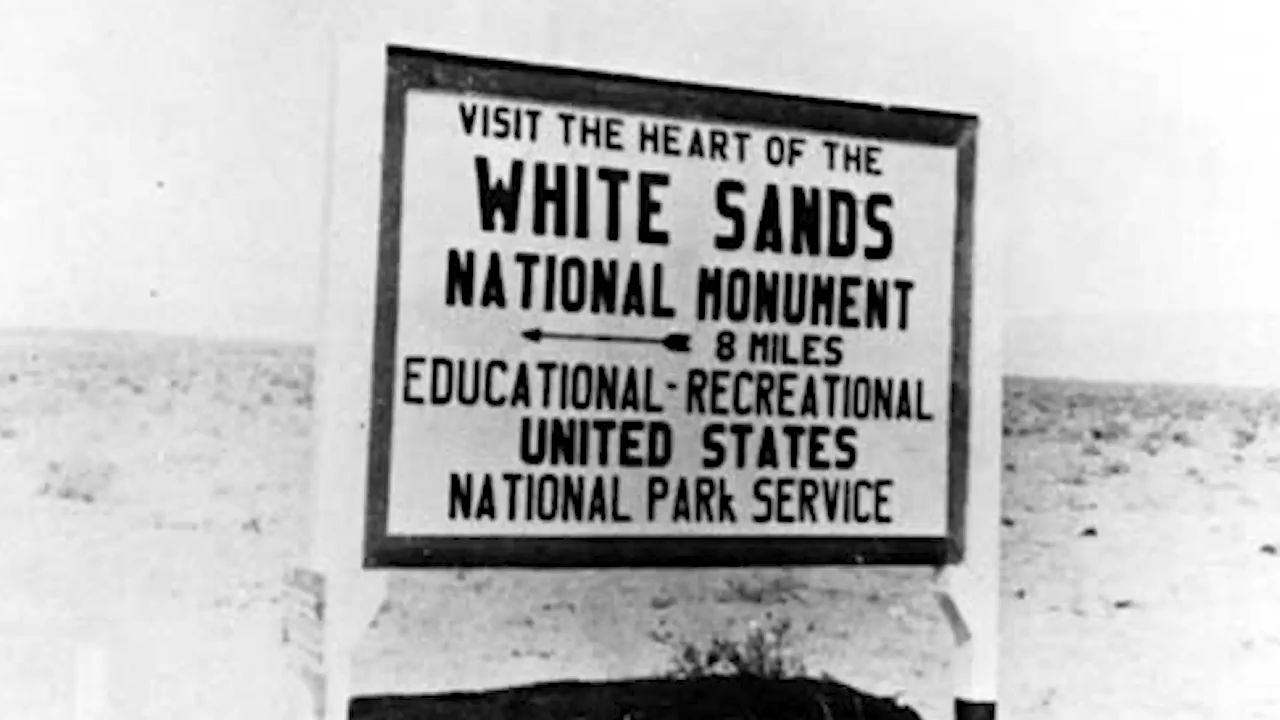 VISIT THE HEART OF THE
WHITE SANDS
NATIONAL MONUMENT
8 MILES
EDUCATIONAL-RECREATIONAL
UNITED STATES
NATIONAL PARK SERVICE